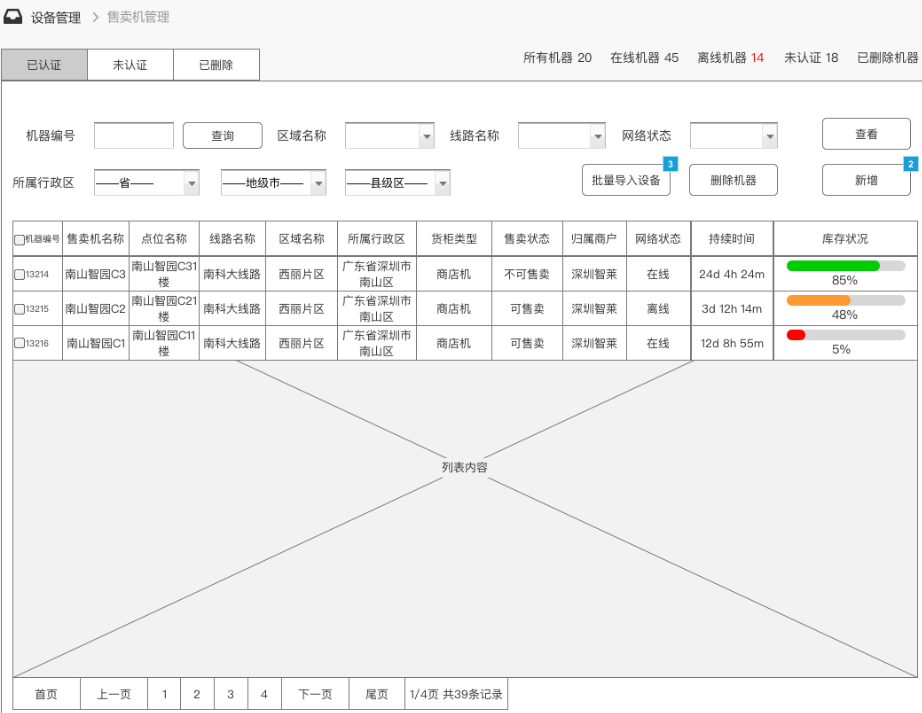 设备管理 > 售卖机管理
已认证 未认证 已删除 所有机器 20 在线机器 45 离线机器 14 未认证 18 已删除机器
机器编号 查询 区域名称 线路名称 网络状态 查看
所属行政区 ——省—— ——地级市—— ——县级区—— 批量导入设备 3 删除机器 新增 2
机器编号 售卖机名称 点位名称 线路名称 区域名称 所属行政区 货柜类型 售卖状态 归属商户 网络状态 持续时间 库存状况
13214 南山智园C3 南山智园C31楼 南科大线路 西丽片区 广东省深圳市南山区 商店机 不可售卖 深圳智莱 在线 24d 4h 24m 85%
13215 南山智园C2 南山智园C21楼 南科大线路 西丽片区 广东省深圳市南山区 商店机 可售卖 深圳智莱 离线 3d 12h 14m 48%
13216 南山智园C1 南山智园C11楼 南科大线路 西丽片区 广东省深圳市南山区 商店机 可售卖 深圳智莱 在线 12d 8h 55m 5%
列表内容
首页 上一页 1 2 3 4 下一页 尾页 1/4页 共39条记录